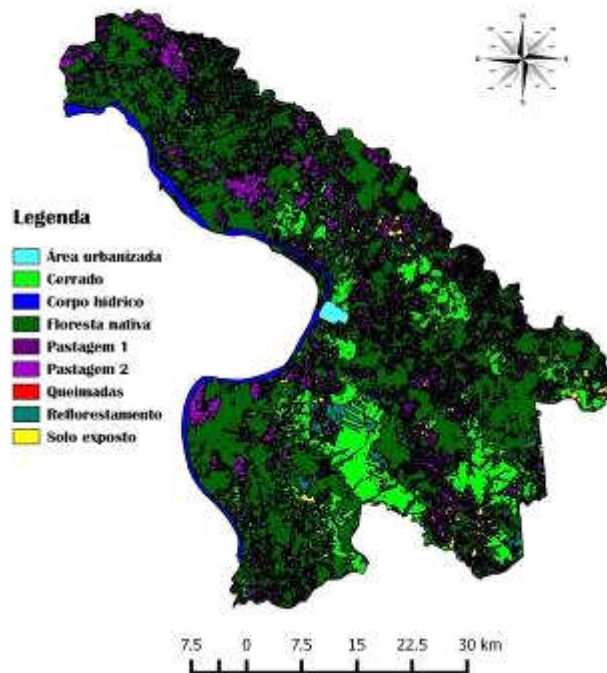 Legenda
Área urbanizada
Cerrado
Corpo hídrico
Floresta nativa
Pastagem 1
Pastagem 2
Queimadas
Reflorestamento
Solo exposto
7.5 0 7.5 15 22.5 30 km